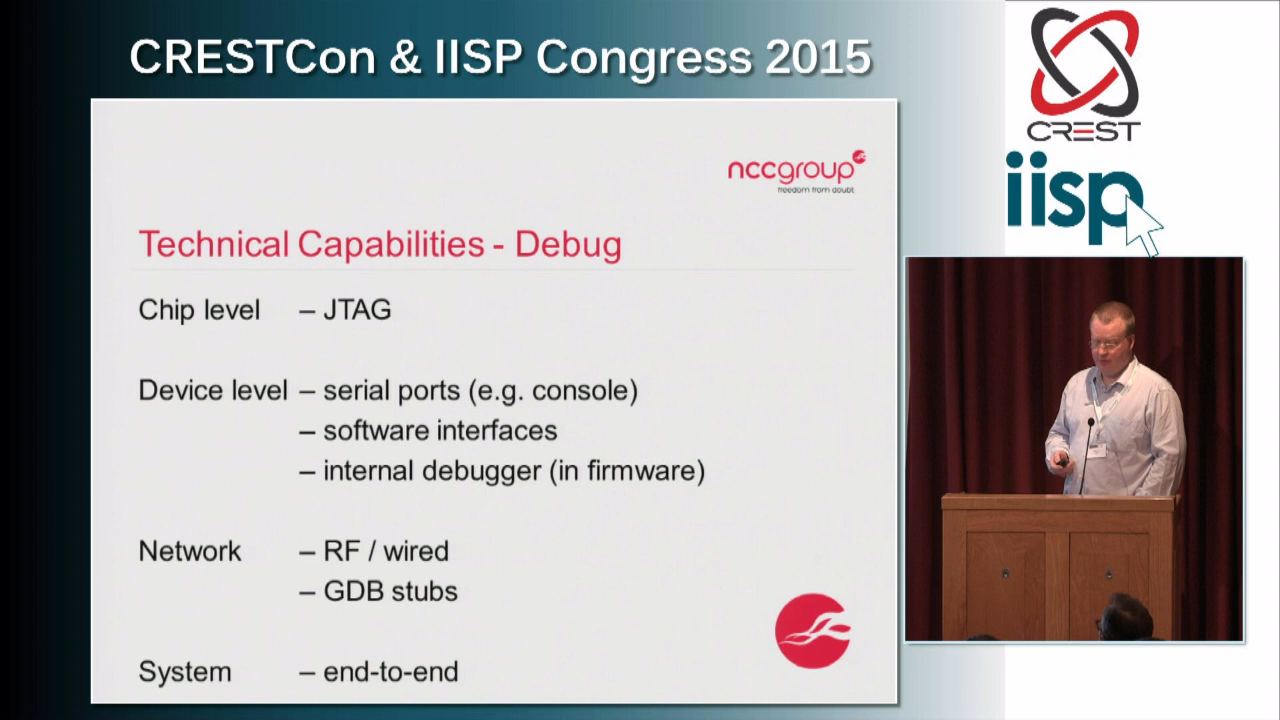 CRESTCon & IISP Congress 2015
CREST
iisp
nccgroup
freedom from doubt
Technical Capabilities - Debug
Chip level – JTAG
Device level – serial ports (e.g. console)
– software interfaces
– internal debugger (in firmware)
Network – RF / wired
– GDB stubs
System – end-to-end